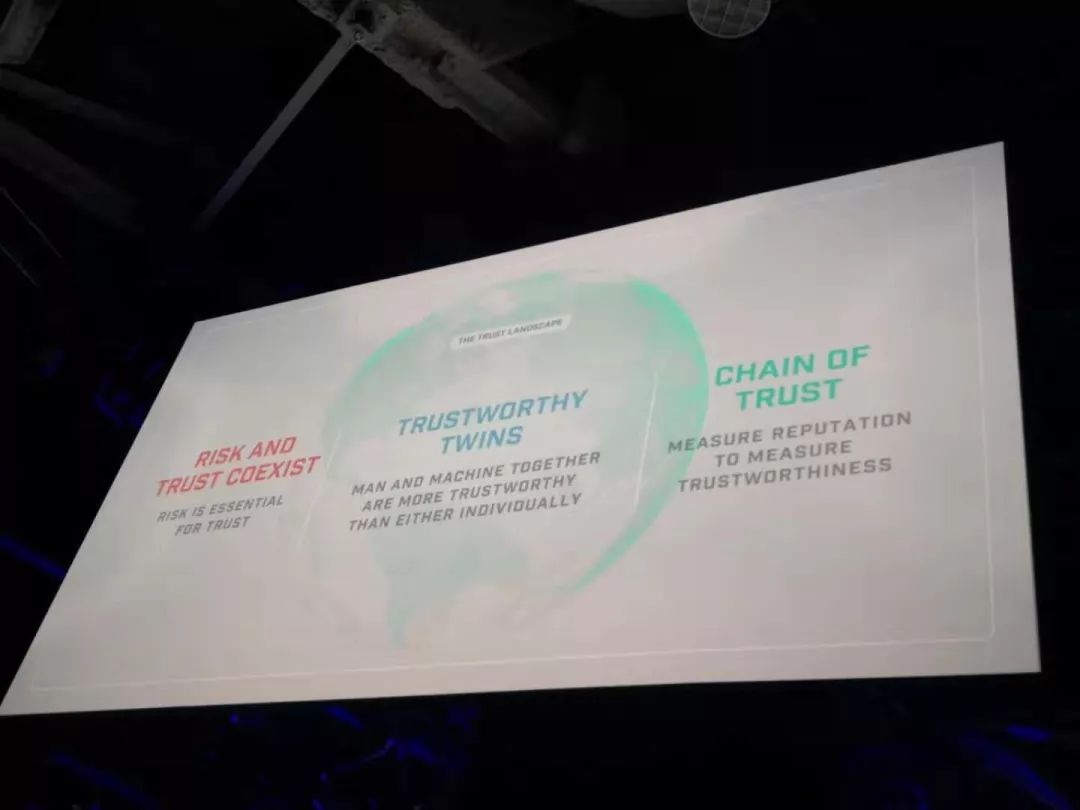 THE TRUST LANDSCAPE
RISK AND
TRUST COEXIST
RISK IS ESSENTIAL
FOR TRUST
TRUSTWORTHY
TWINS
MAN AND MACHINE TOGETHER
ARE MORE TRUSTWORTHY
THAN EITHER INDIVIDUALLY
CHAIN OF
TRUST
MEASURE REPUTATION
TO MEASURE
TRUSTWORTHINESS